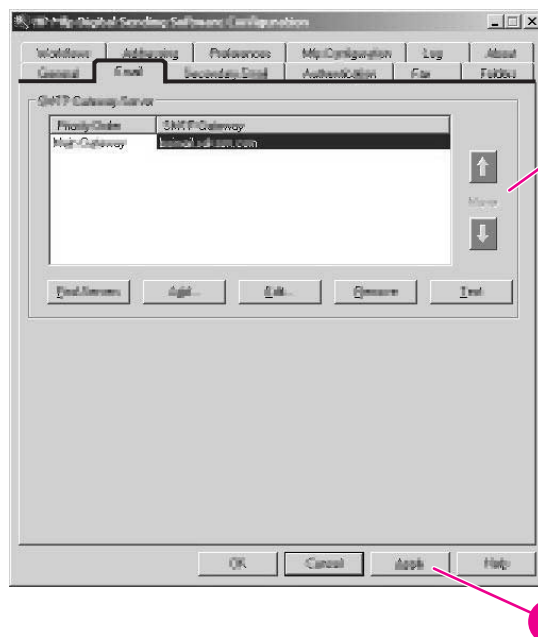 HP Mfp Digital Sending Software Configuration
Workflows Addressing Preferences Mfp Configuration Log About
General Email Secondary Email Authentication Fax Folders
SMTP Gateway Server
Priority Order SMTP Gateway
Main Gateway
Move
Find Servers Add... Edit... Remove Test
OK Cancel Apply Help